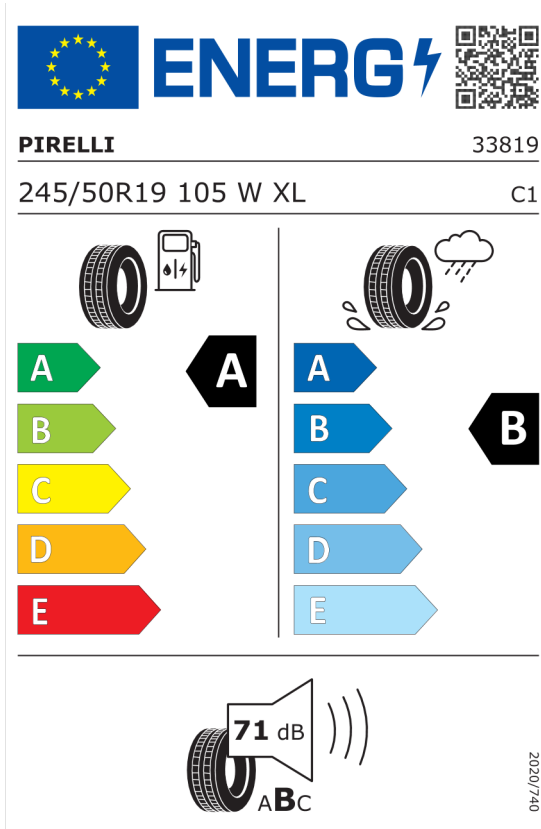 ENERG
PIRELLI 33819
245/50R19 105 W XL C1
A A A
B B B
C C
D D
E E
71 dB
ABC
2020/740